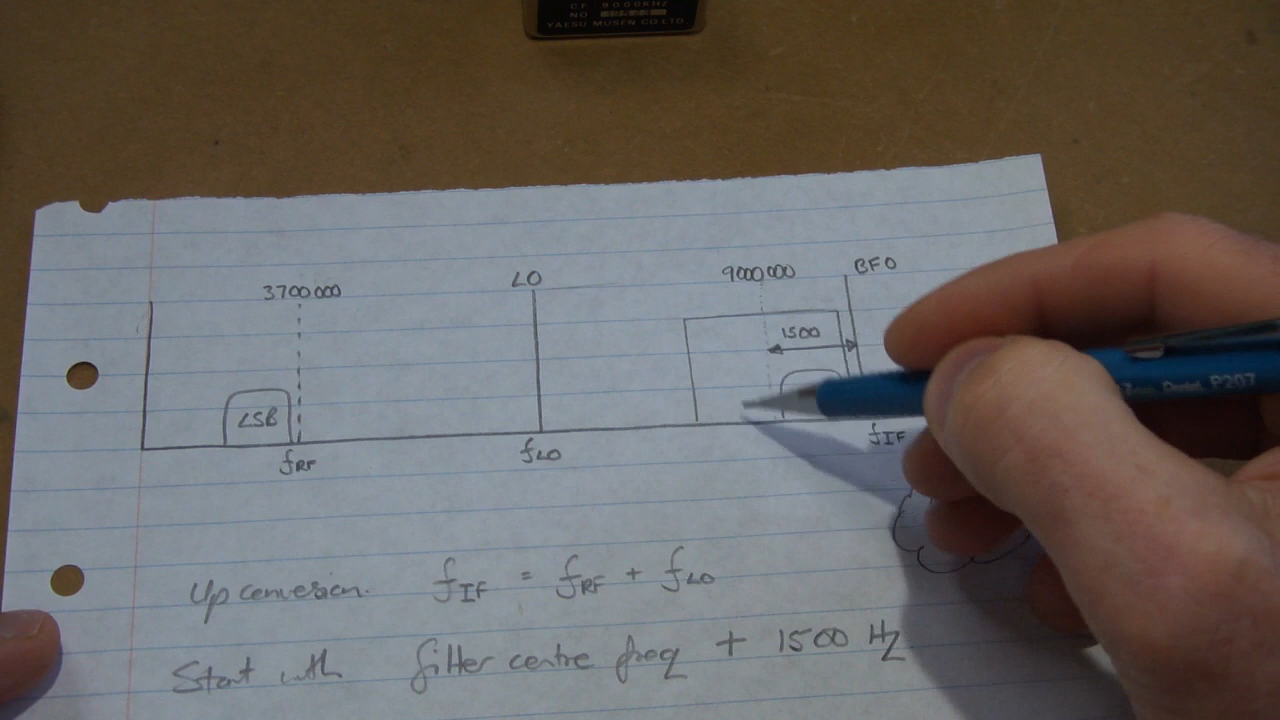 C.F. 9000KHz
NO
YAESU MUSEN CO LTD
3700000
LO
9000000
BFO
1500
LSB
fRF
fLO
fIF
Pentel P207
Up conversion. fIF = fRF + fLO
Start with filter centre freq + 1500 Hz